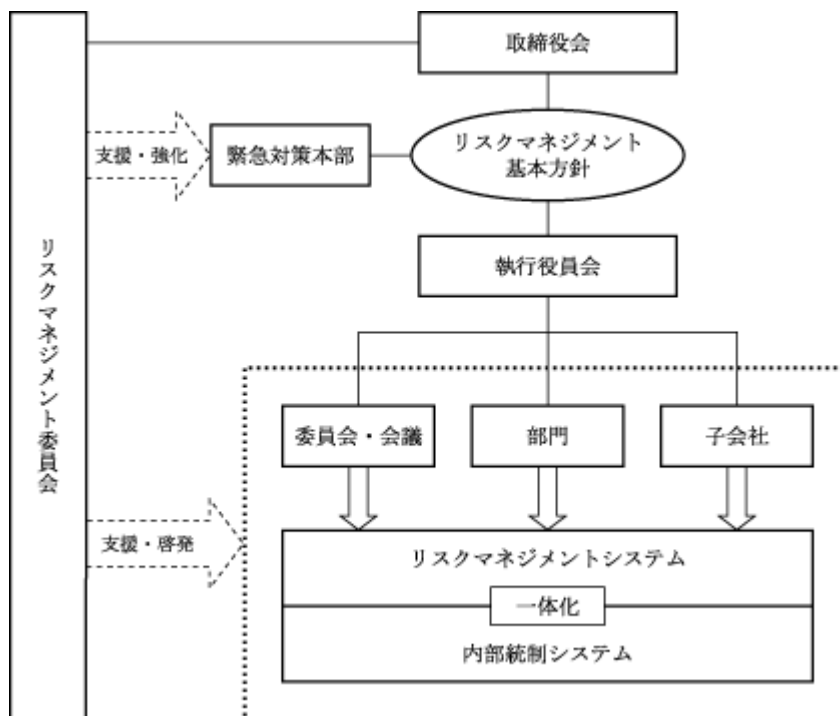 取締役会
支援・強化
緊急対策本部
リスクマネジメント
基本方針
執行役員会
リスクマネジメント委員会
委員会・会議
部門
子会社
支援・啓発
リスクマネジメントシステム
一体化
内部統制システム